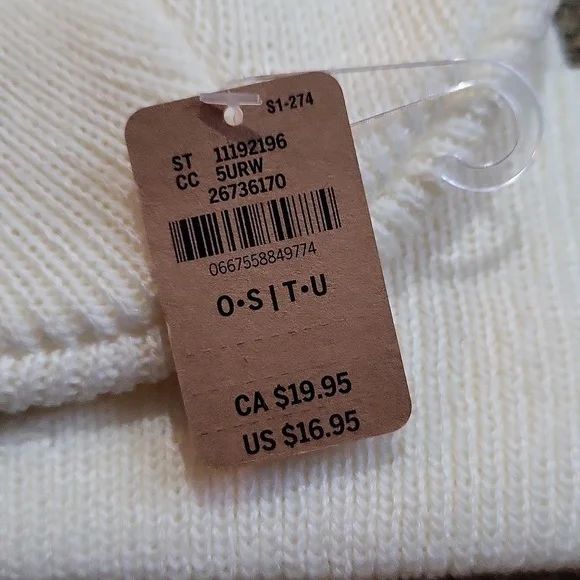 S1-274
ST 11192196
CC 5URW
26736170
0667558849774
O•S|T•U
CA $19.95
US $16.95